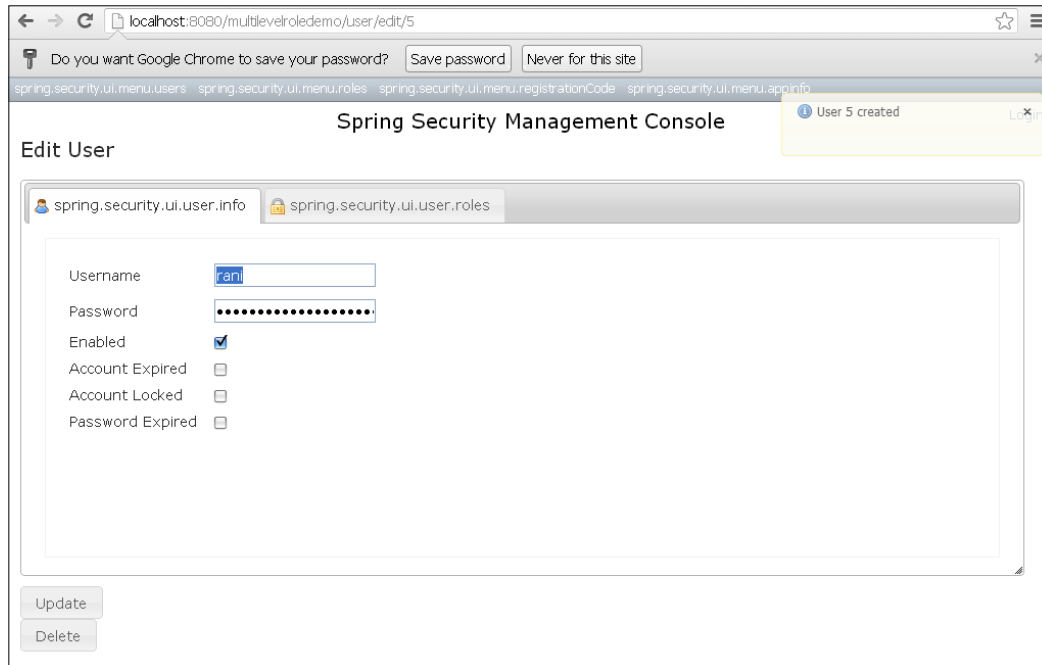 localhost:8080/multilevelroledemo/user/edit/5
Do you want Google Chrome to save your password? Save password Never for this site
spring.security.ui.menu.users spring.security.ui.menu.roles spring.security.ui.menu.registrationCode spring.security.ui.menu.appinfo
User 5 created
Login
Spring Security Management Console
Edit User
spring.security.ui.user.info spring.security.ui.user.roles
Username rani
Password
Enabled
Account Expired
Account Locked
Password Expired
Update
Delete